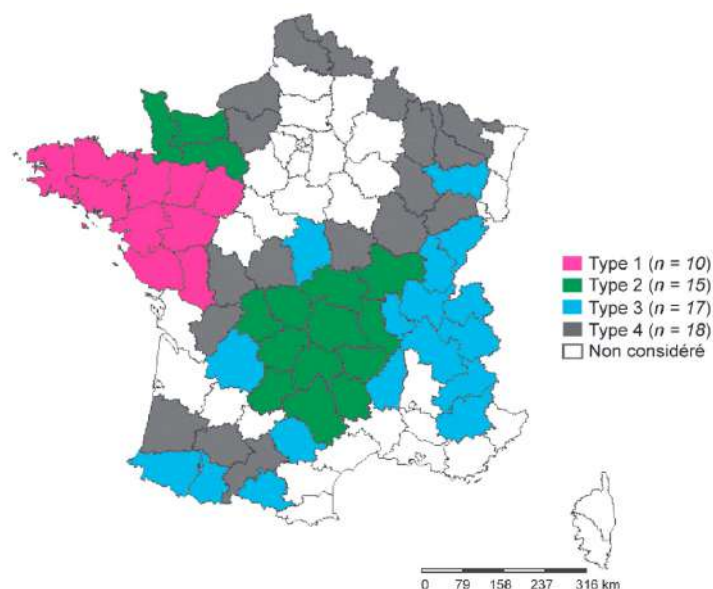 Type 1 (n = 10)
Type 2 (n = 15)
Type 3 (n = 17)
Type 4 (n = 18)
Non considéré
0 79 158 237 316 km